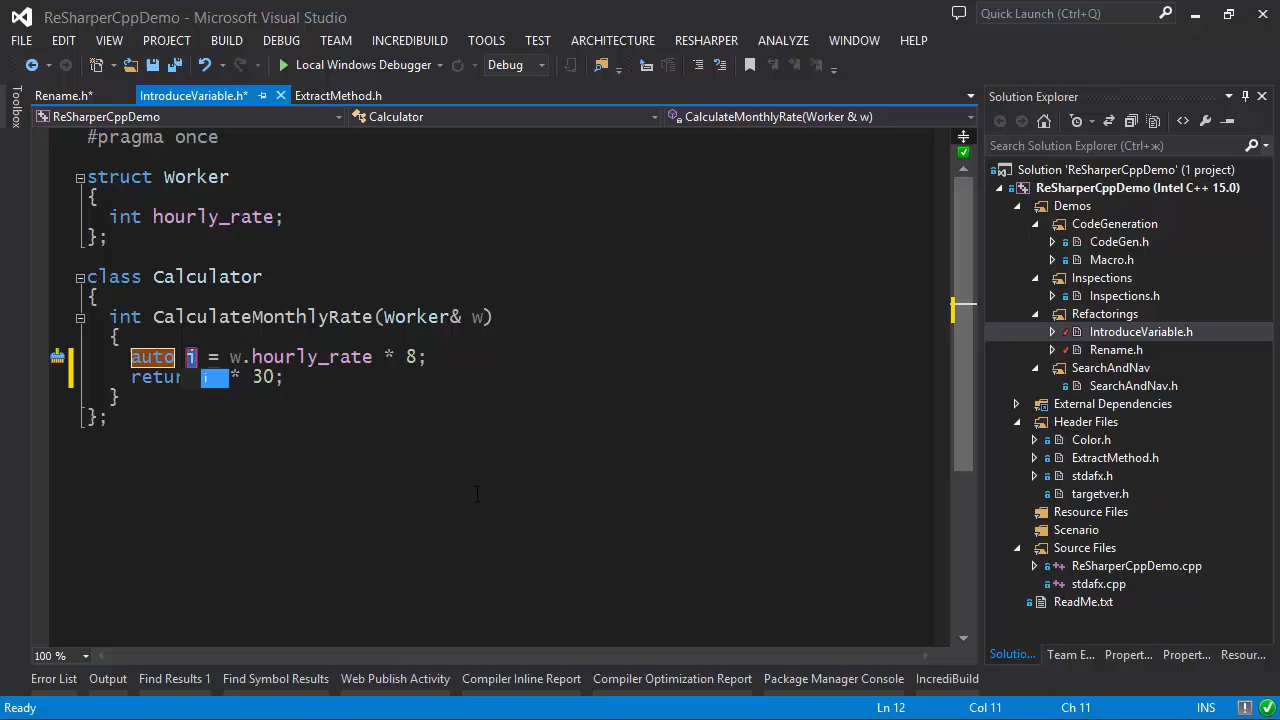 ReSharperCppDemo - Microsoft Visual Studio
Quick Launch (Ctrl+Q)
FILE EDIT VIEW PROJECT BUILD DEBUG TEAM INCREDIBUILD TOOLS TEST ARCHITECTURE RESHARPER ANALYZE WINDOW HELP
Local Windows Debugger Debug
Toolbox
Rename.h* IntroduceVariable.h* ExtractMethod.h
ReSharperCppDemo Calculator CalculateMonthlyRate(Worker & w)
#pragma once
struct Worker
{
int hourly_rate;
};
class Calculator
{
int CalculateMonthlyRate(Worker& w)
{
auto i = w.hourly_rate * 8;
retur i * 30;
}
};
100 %
Solution Explorer
Search Solution Explorer (Ctrl+ж)
Solution 'ReSharperCppDemo' (1 project)
ReSharperCppDemo (Intel C++ 15.0)
Demos
CodeGeneration
CodeGen.h
Macro.h
Inspections
Inspections.h
Refactorings
IntroduceVariable.h
Rename.h
SearchAndNav
SearchAndNav.h
External Dependencies
Header Files
Color.h
ExtractMethod.h
stdafx.h
targetver.h
Resource Files
Scenario
Source Files
ReSharperCppDemo.cpp
stdafx.cpp
ReadMe.txt
Solutio... Team E... Propert... Propert... Resour...
Error List Output Find Results 1 Find Symbol Results Web Publish Activity Compiler Inline Report Compiler Optimization Report Package Manager Console IncrediBuild
Ready Ln 12 Col 11 Ch 11 INS